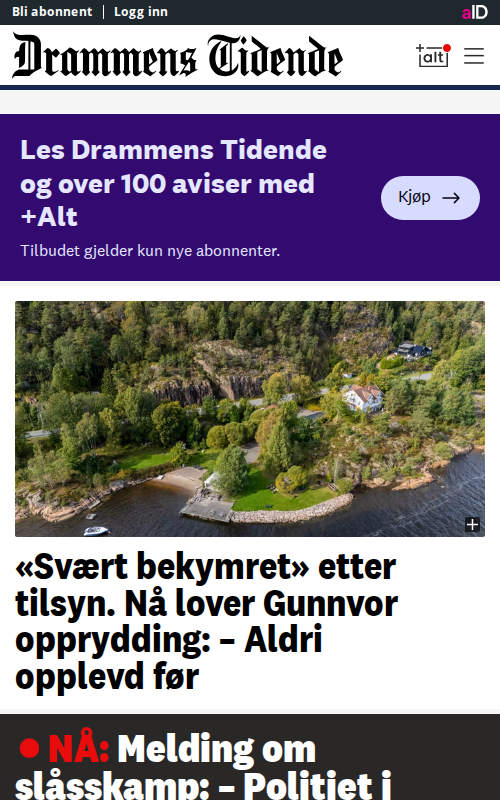 Bli abonnent | Logg inn
aID
Drammens Tidende
+alt
Les Drammens Tidende
og over 100 aviser med
+Alt
Kjøp →
Tilbudet gjelder kun nye abonnenter.
«Svært bekymret» etter
tilsyn. Nå lover Gunnvor
opprydding: – Aldri
opplevd før
● NÅ: Melding om
slåsskamp: – Politiet i